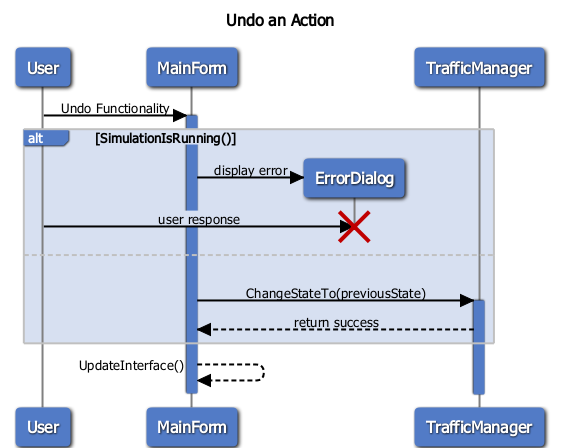 Undo an Action
User
MainForm
TrafficManager
Undo Functionality
alt
[SimulationIsRunning()]
display error
ErrorDialog
user response
ChangeStateTo(previousState)
return success
UpdateInterface()
User
MainForm
TrafficManager